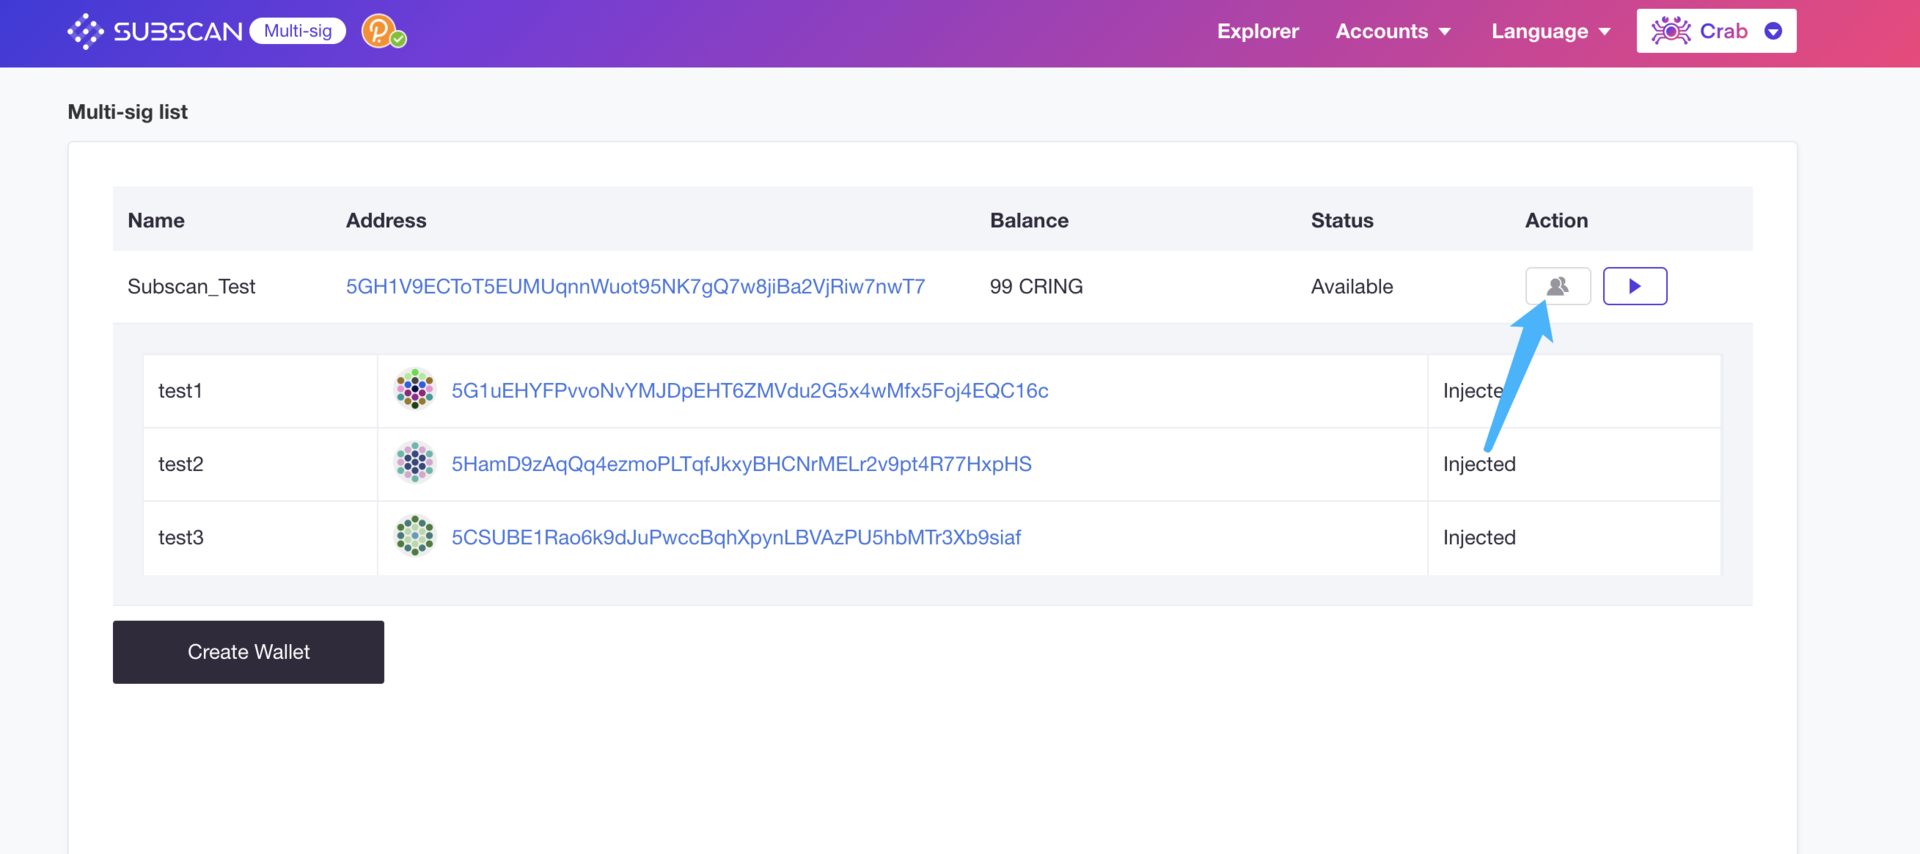 SUBSCAN Multi-sig Explorer Accounts Language Crab
Multi-sig list
Name Address Balance Status Action
Subscan_Test 5GH1V9ECToT5EUMUqnnWuot95NK7gQ7w8jiBa2VjRiw7nwT7 99 CRING Available
test1 5G1uEHYFPvvoNvYMJDpEHT6ZMVdu2G5x4wMfx5Foj4EQC16c Injecte
test2 5HamD9zAqQq4ezmoPLTqfJkxyBHCNrMELr2v9pt4R77HxpHS Injected
test3 5CSUBE1Rao6k9dJuPwccBqhXpynLBVAzPU5hbMTr3Xb9siaf Injected
Create Wallet